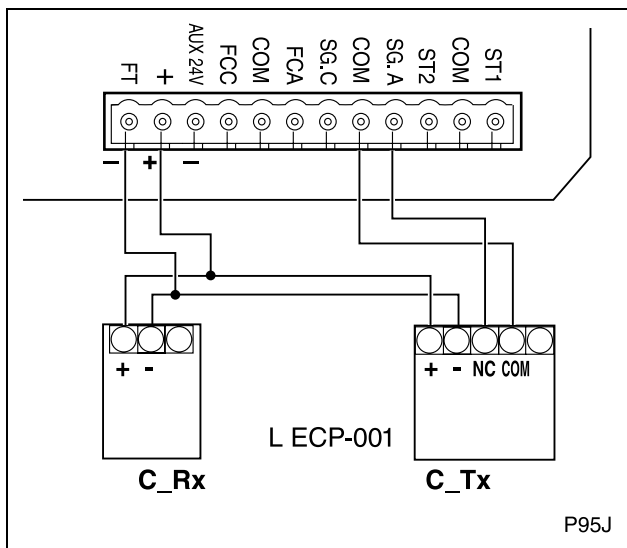 FT + AUX 24V FCC COM FCA SG.C COM SG.A ST2 COM ST1
− + −
+ - + - NC COM
L ECP-001
C_Rx C_Tx
P95J